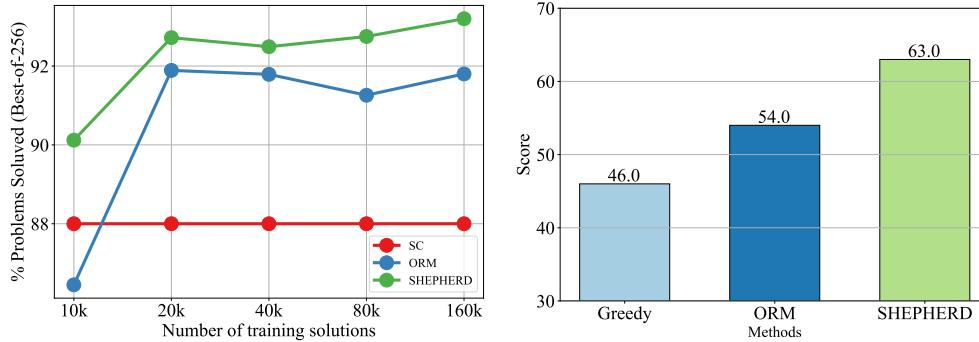 % Problems Soluved (Best-of-256)
92
90
88
SC
ORM
SHEPHERD
10k 20k 40k 80k 160k
Number of training solutions
Score
70
60
50
40
30
46.0
54.0
63.0
Greedy ORM SHEPHERD
Methods